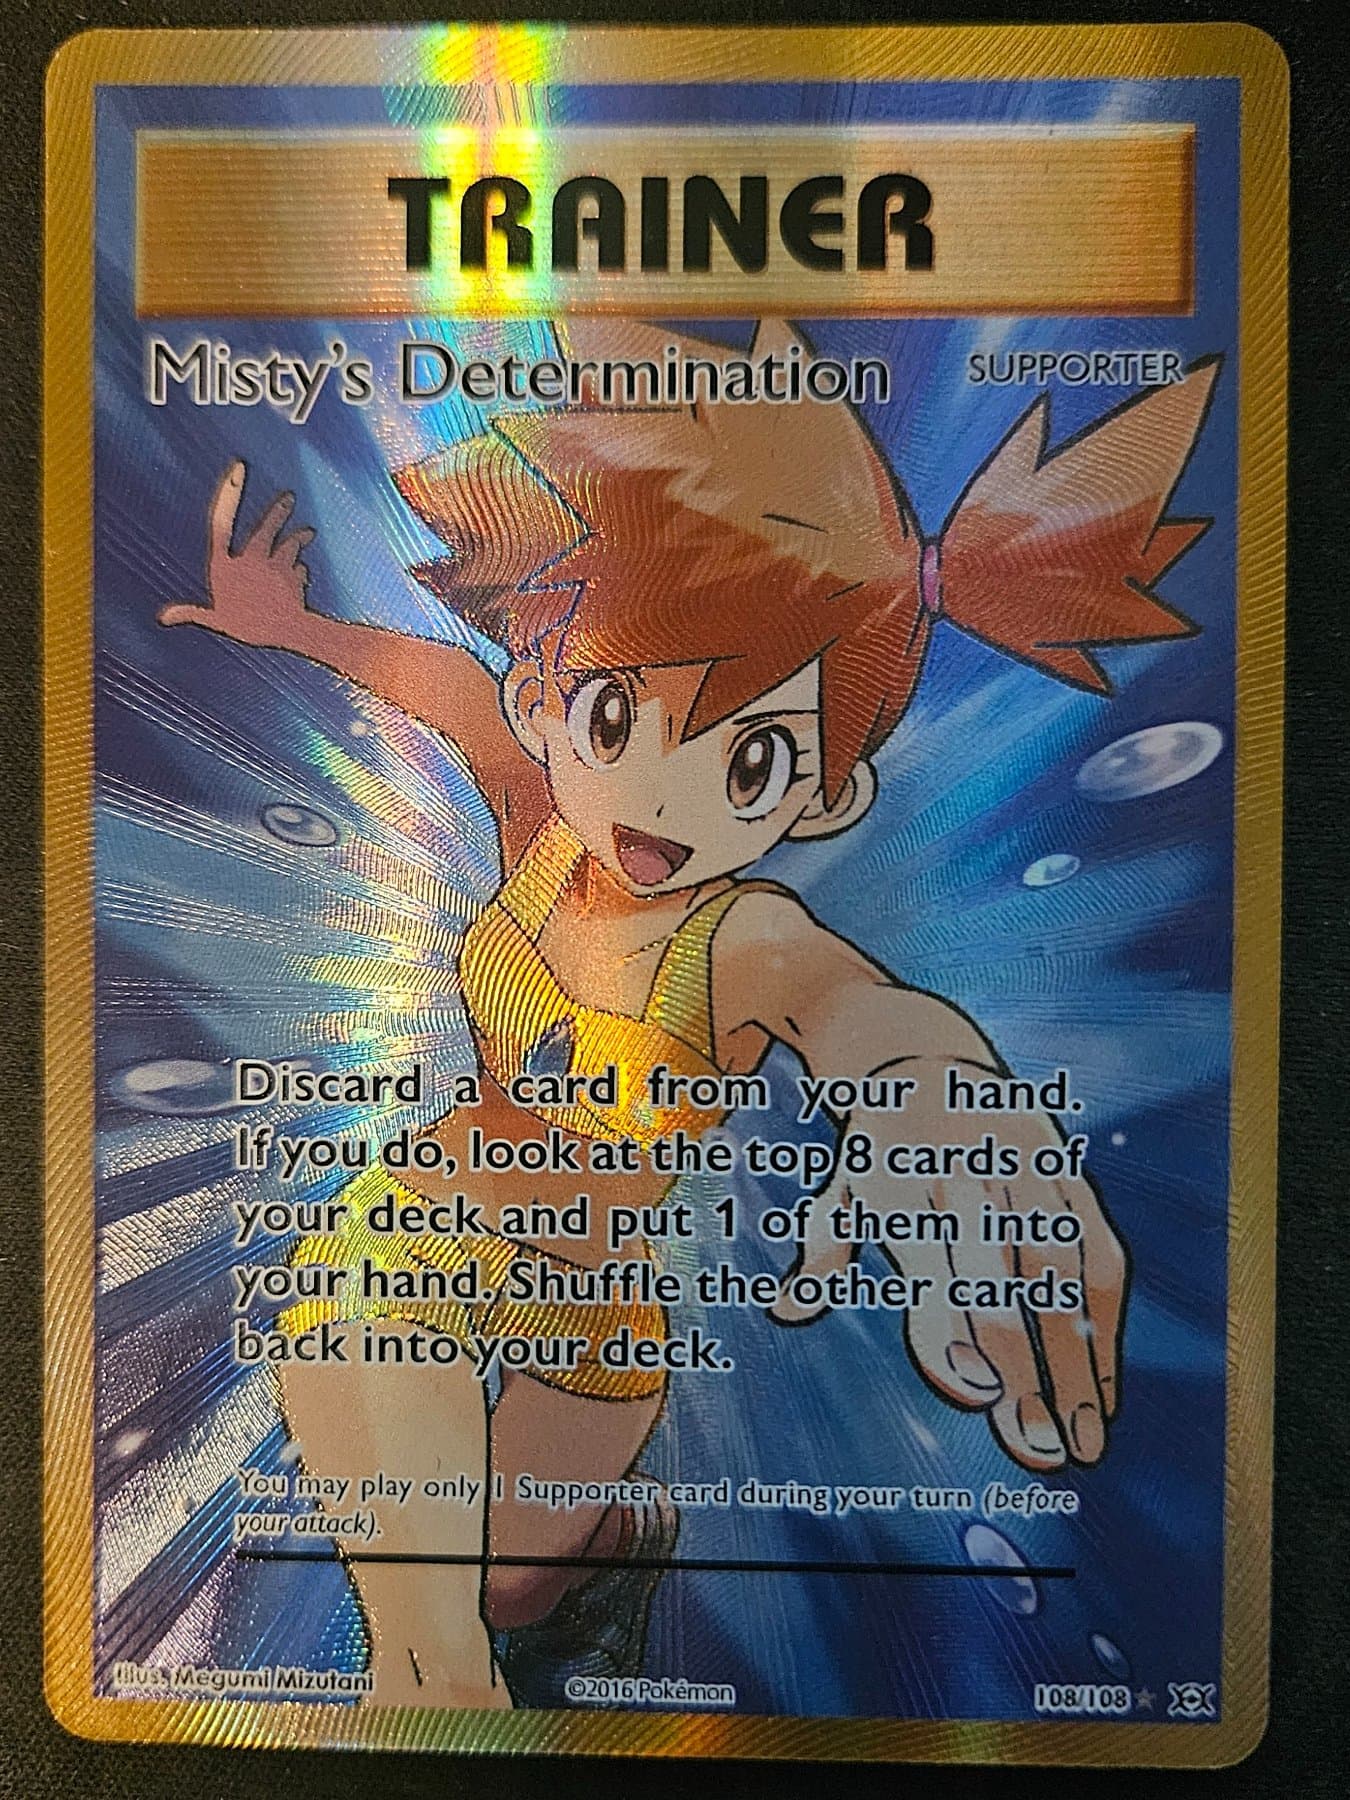 TRAINER
Misty's Determination SUPPORTER
Discard a card from your hand.
If you do, look at the top 8 cards of
your deck and put 1 of them into
your hand. Shuffle the other cards
back into your deck.
You may play only 1 Supporter card during your turn (before
your attack).
Illus. Megumi Mizutani ©2016 Pokémon 108/108